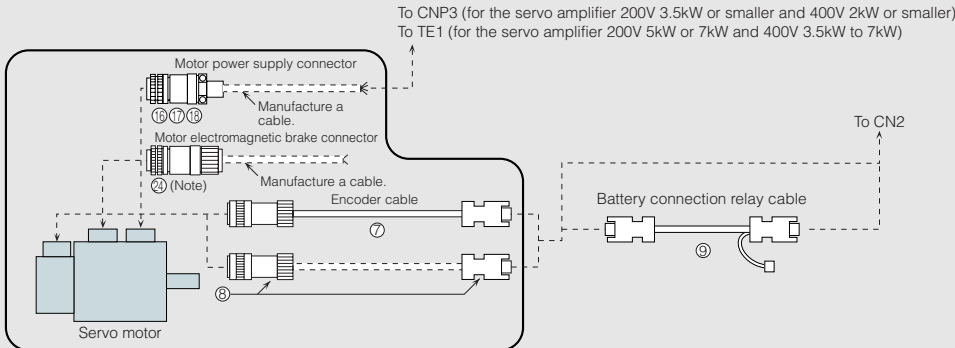 To CNP3 (for the servo amplifier 200V 3.5kW or smaller and 400V 2kW or smaller)
To TE1 (for the servo amplifier 200V 5kW or 7kW and 400V 3.5kW to 7kW)
Motor power supply connector
⑯⑰⑱
Manufacture a
cable.
Motor electromagnetic brake connector
To CN2
㉔ (Note)
Manufacture a cable.
Encoder cable
Battery connection relay cable
⑦
⑨
⑧
Servo motor